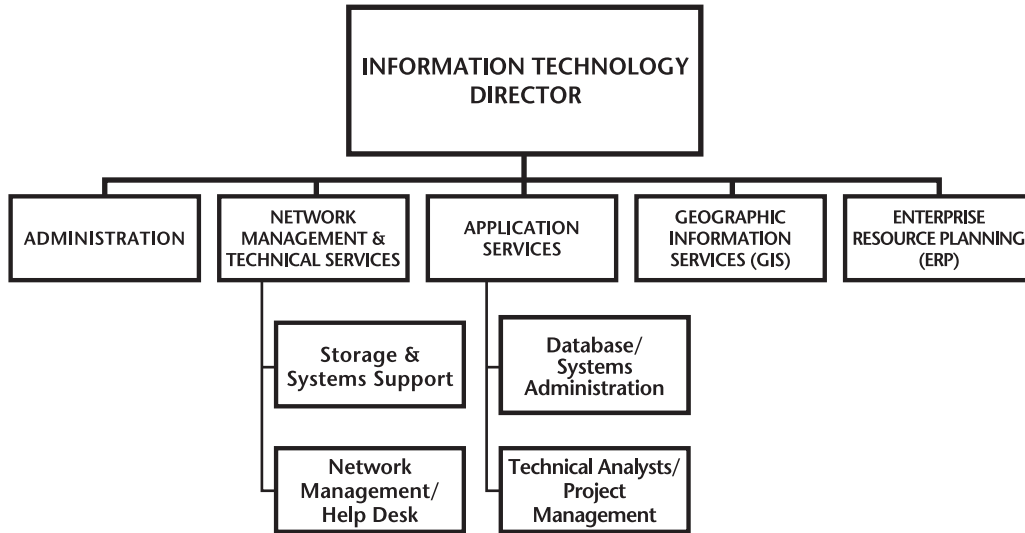 INFORMATION TECHNOLOGY
DIRECTOR
ADMINISTRATION
NETWORK
MANAGEMENT &
TECHNICAL SERVICES
APPLICATION
SERVICES
GEOGRAPHIC
INFORMATION
SERVICES (GIS)
ENTERPRISE
RESOURCE PLANNING
(ERP)
Storage &
Systems Support
Database/
Systems
Administration
Network
Management/
Help Desk
Technical Analysts/
Project
Management